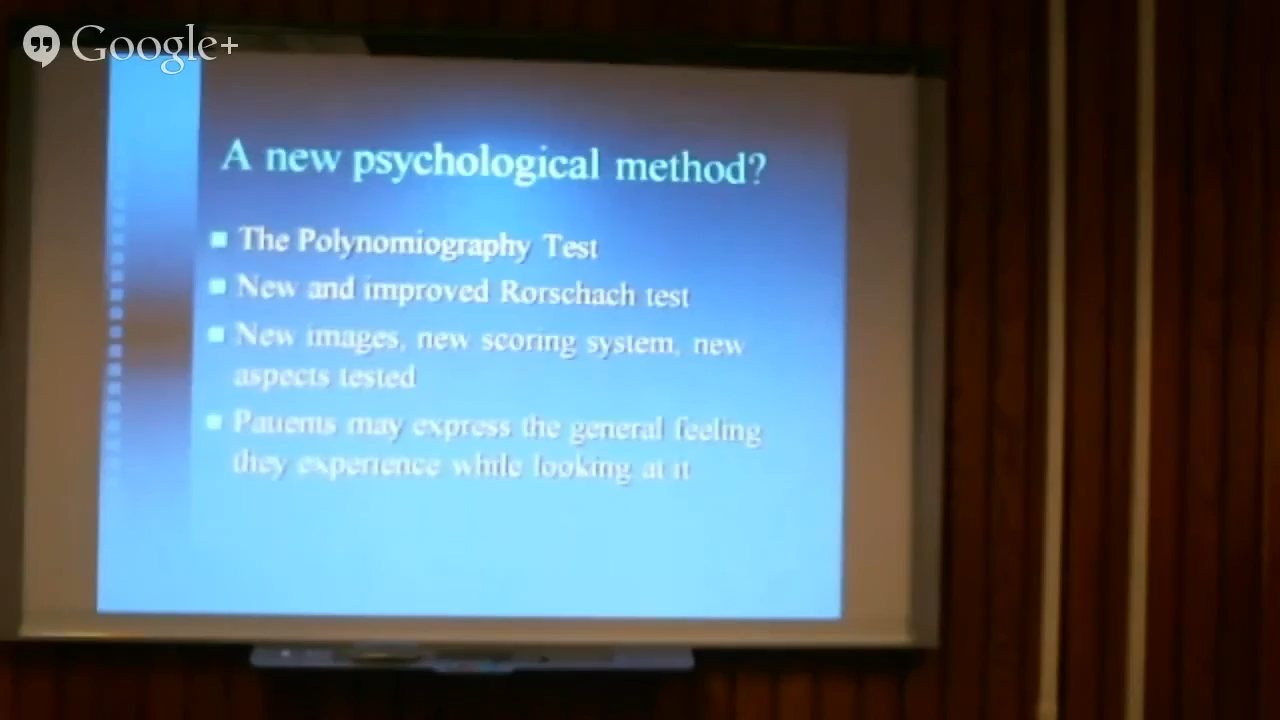 Google+
A new psychological method?
The Polynomiography Test
New and improved Rorschach test
New images, new scoring system, new
aspects tested
Patients may express the general feeling
they experience while looking at it